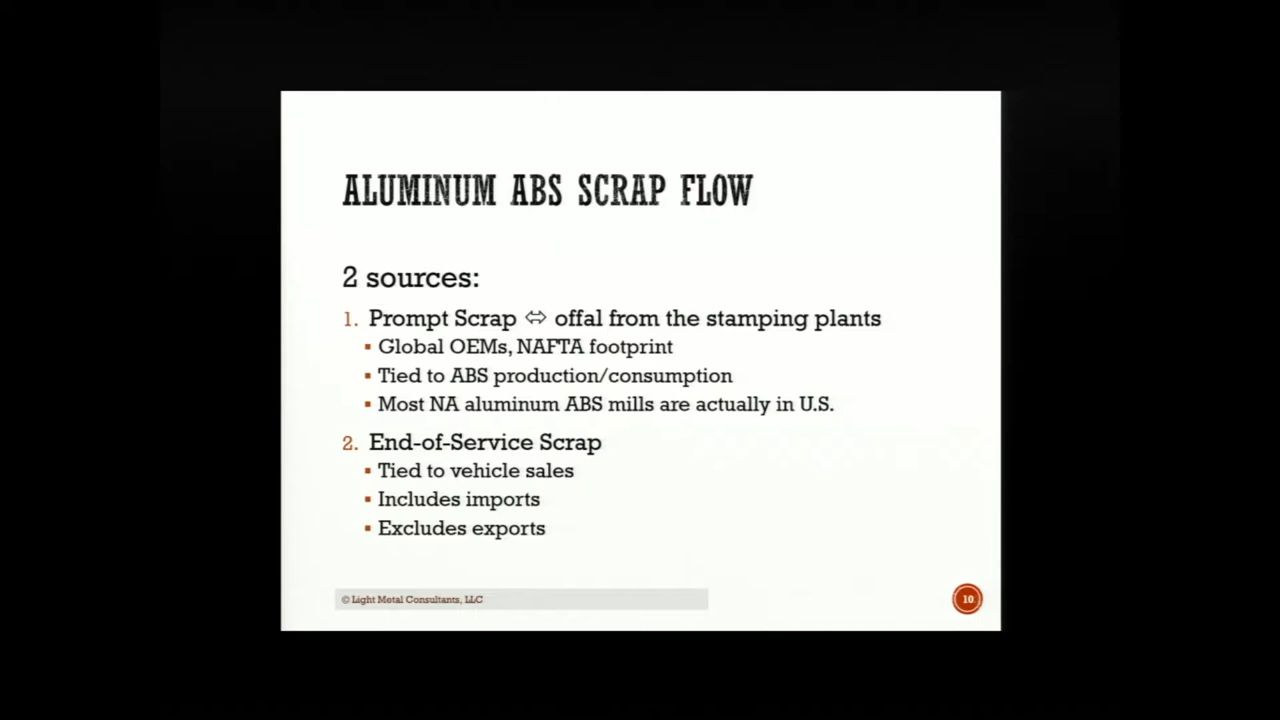 ALUMINUM ABS SCRAP FLOW
2 sources:
1. Prompt Scrap ⇔ offal from the stamping plants
▪ Global OEMs, NAFTA footprint
▪ Tied to ABS production/consumption
▪ Most NA aluminum ABS mills are actually in U.S.
2. End-of-Service Scrap
▪ Tied to vehicle sales
▪ Includes imports
▪ Excludes exports
© Light Metal Consultants, LLC
10